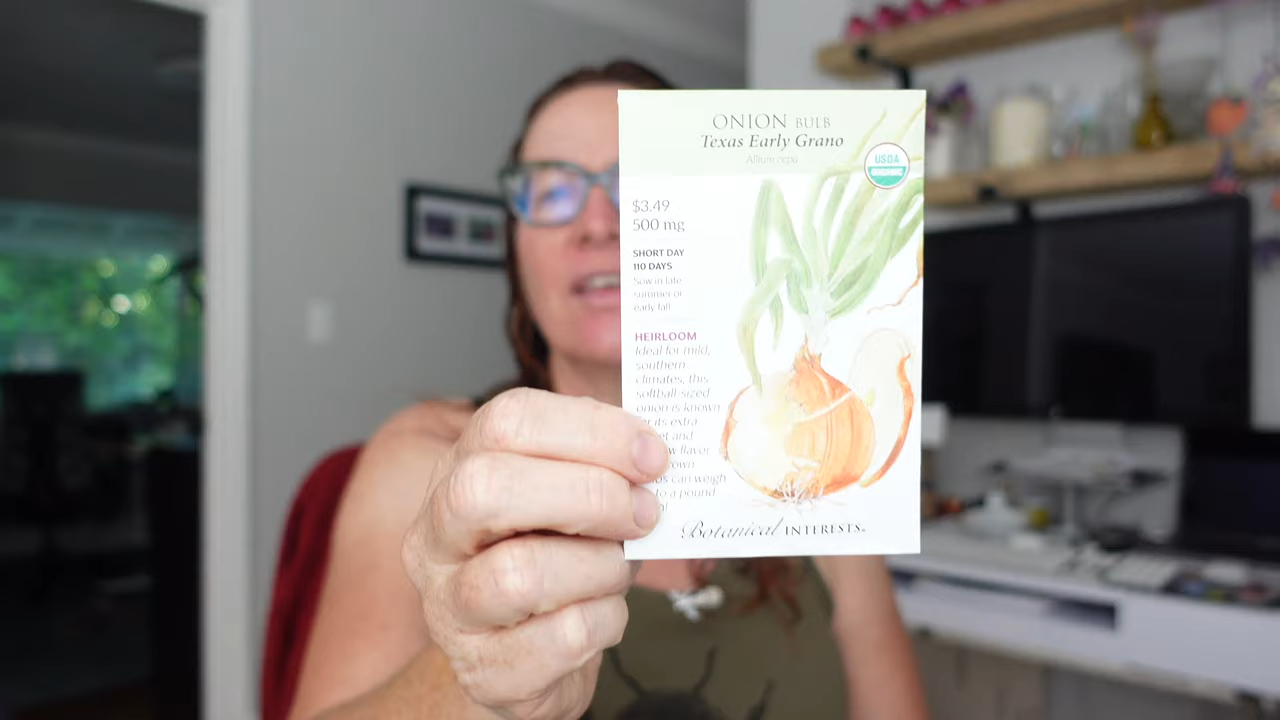 ONION BULB
Texas Early Grano
Allium cepa
USDA
ORGANIC
$3.49
500 mg
SHORT DAY
110 DAYS
Sow in late
summer or
early fall
HEIRLOOM
Ideal for mild,
southern
climates, this
softball-sized
onion is known
its extra
and
flavor
can weigh
to a pound
Botanical INTERESTS